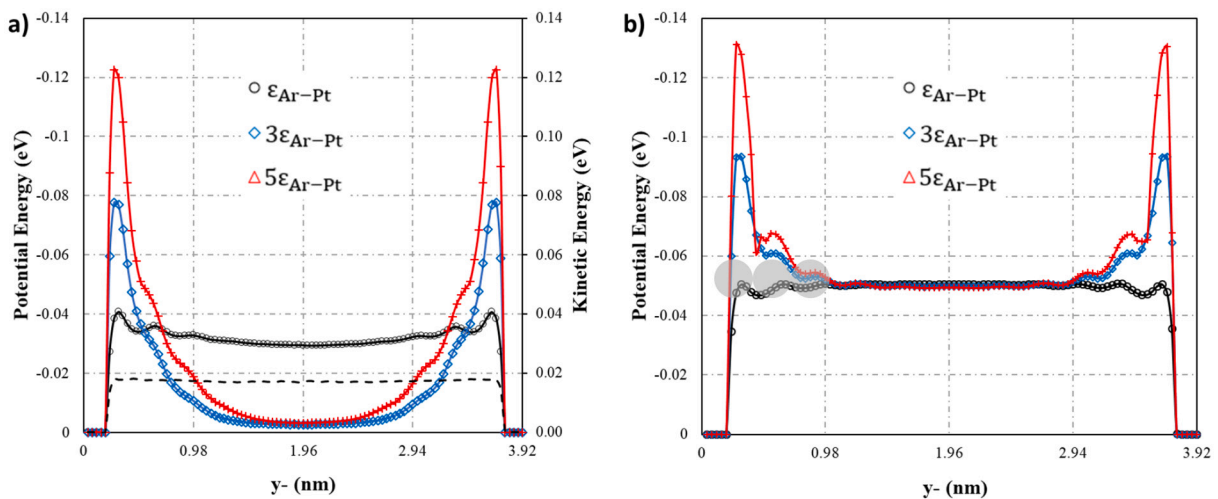 a)
-0.14
-0.12
-0.1
-0.08
-0.06
-0.04
-0.02
0
Potential Energy (eV)
0.14
0.12
0.10
0.08
0.06
0.04
0.02
0.00
Kinetic Energy (eV)
εAr−Pt
3εAr−Pt
5εAr−Pt
0 0.98 1.96 2.94 3.92
y- (nm)
b)
-0.14
-0.12
-0.1
-0.08
-0.06
-0.04
-0.02
0
Potential Energy (eV)
εAr−Pt
3εAr−Pt
5εAr−Pt
0 0.98 1.96 2.94 3.92
y- (nm)